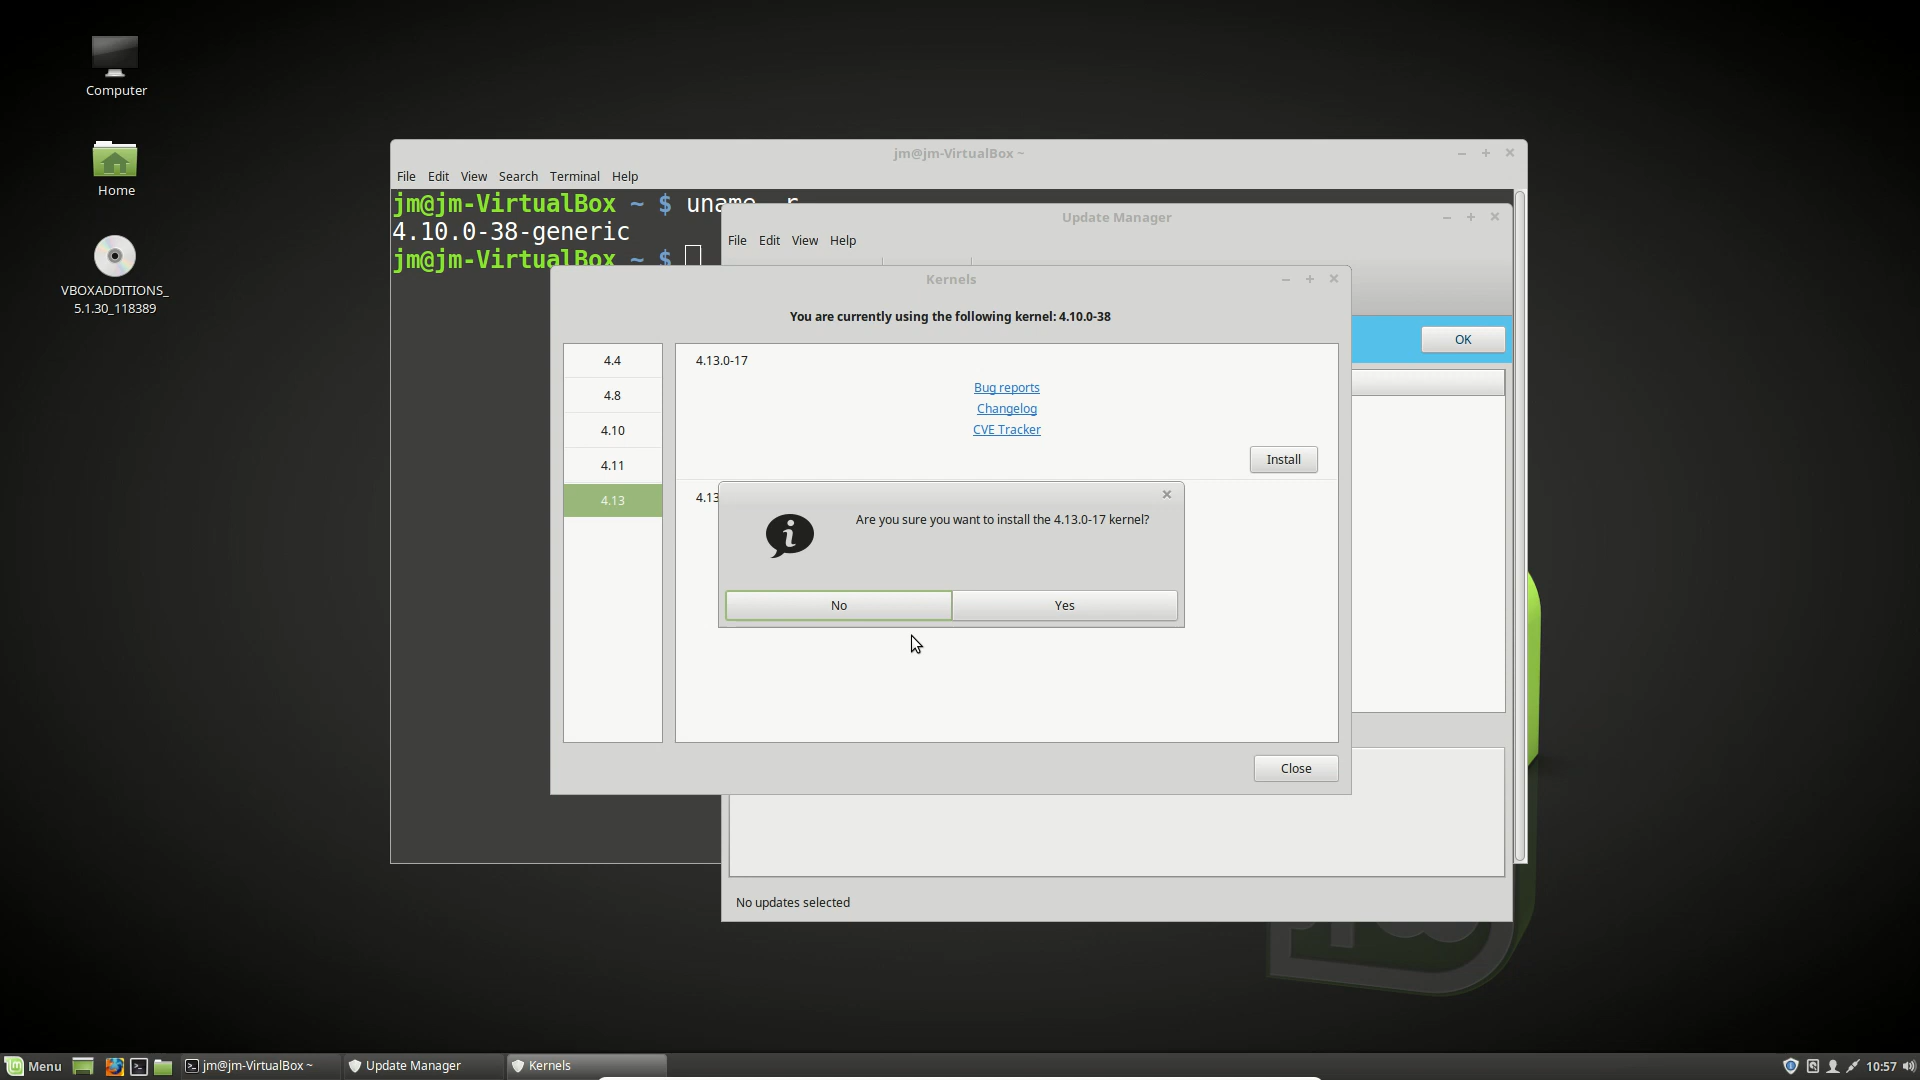 Computer
Home
VBOXADDITIONS_
5.1.30_118389
jm@jm-VirtualBox ~
File Edit View Search Terminal Help
jm@jm-VirtualBox ~ $ uname -r
4.10.0-38-generic
jm@jm-VirtualBox ~ $
Update Manager
File Edit View Help
OK
Kernels
You are currently using the following kernel: 4.10.0-38
4.4
4.8
4.10
4.11
4.13
4.13.0-17
Bug reports
Changelog
CVE Tracker
Install
4.13
Are you sure you want to install the 4.13.0-17 kernel?
No Yes
Close
No updates selected
Menu jm@jm-VirtualBox ~ Update Manager Kernels 10:57